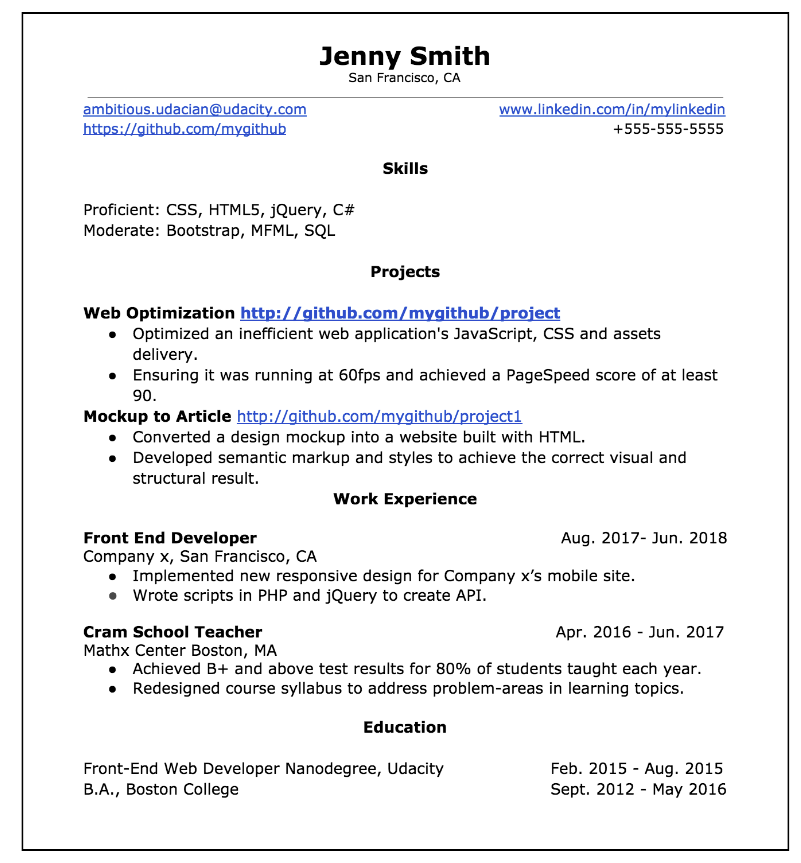 Jenny Smith
San Francisco, CA
ambitious.udacian@udacity.com www.linkedin.com/in/mylinkedin
https://github.com/mygithub +555-555-5555
Skills
Proficient: CSS, HTML5, jQuery, C#
Moderate: Bootstrap, MFML, SQL
Projects
Web Optimization http://github.com/mygithub/project
● Optimized an inefficient web application's JavaScript, CSS and assets
delivery.
● Ensuring it was running at 60fps and achieved a PageSpeed score of at least
90.
Mockup to Article http://github.com/mygithub/project1
● Converted a design mockup into a website built with HTML.
● Developed semantic markup and styles to achieve the correct visual and
structural result.
Work Experience
Front End Developer Aug. 2017- Jun. 2018
Company x, San Francisco, CA
● Implemented new responsive design for Company x’s mobile site.
● Wrote scripts in PHP and jQuery to create API.
Cram School Teacher Apr. 2016 - Jun. 2017
Mathx Center Boston, MA
● Achieved B+ and above test results for 80% of students taught each year.
● Redesigned course syllabus to address problem-areas in learning topics.
Education
Front-End Web Developer Nanodegree, Udacity Feb. 2015 - Aug. 2015
B.A., Boston College Sept. 2012 - May 2016